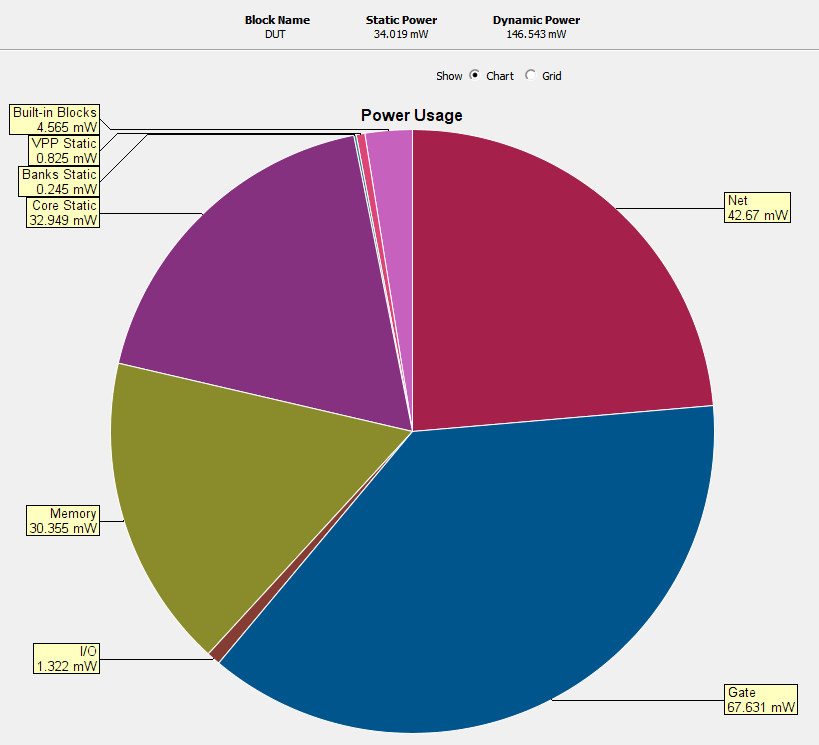 Block Name Static Power Dynamic Power
DUT 34.019 mW 146.543 mW
Show Chart Grid
Power Usage
Built-in Blocks
4.565 mW
VPP Static
0.825 mW
Banks Static
0.245 mW
Core Static
32.949 mW
Net
42.67 mW
Memory
30.355 mW
I/O
1.322 mW
Gate
67.631 mW